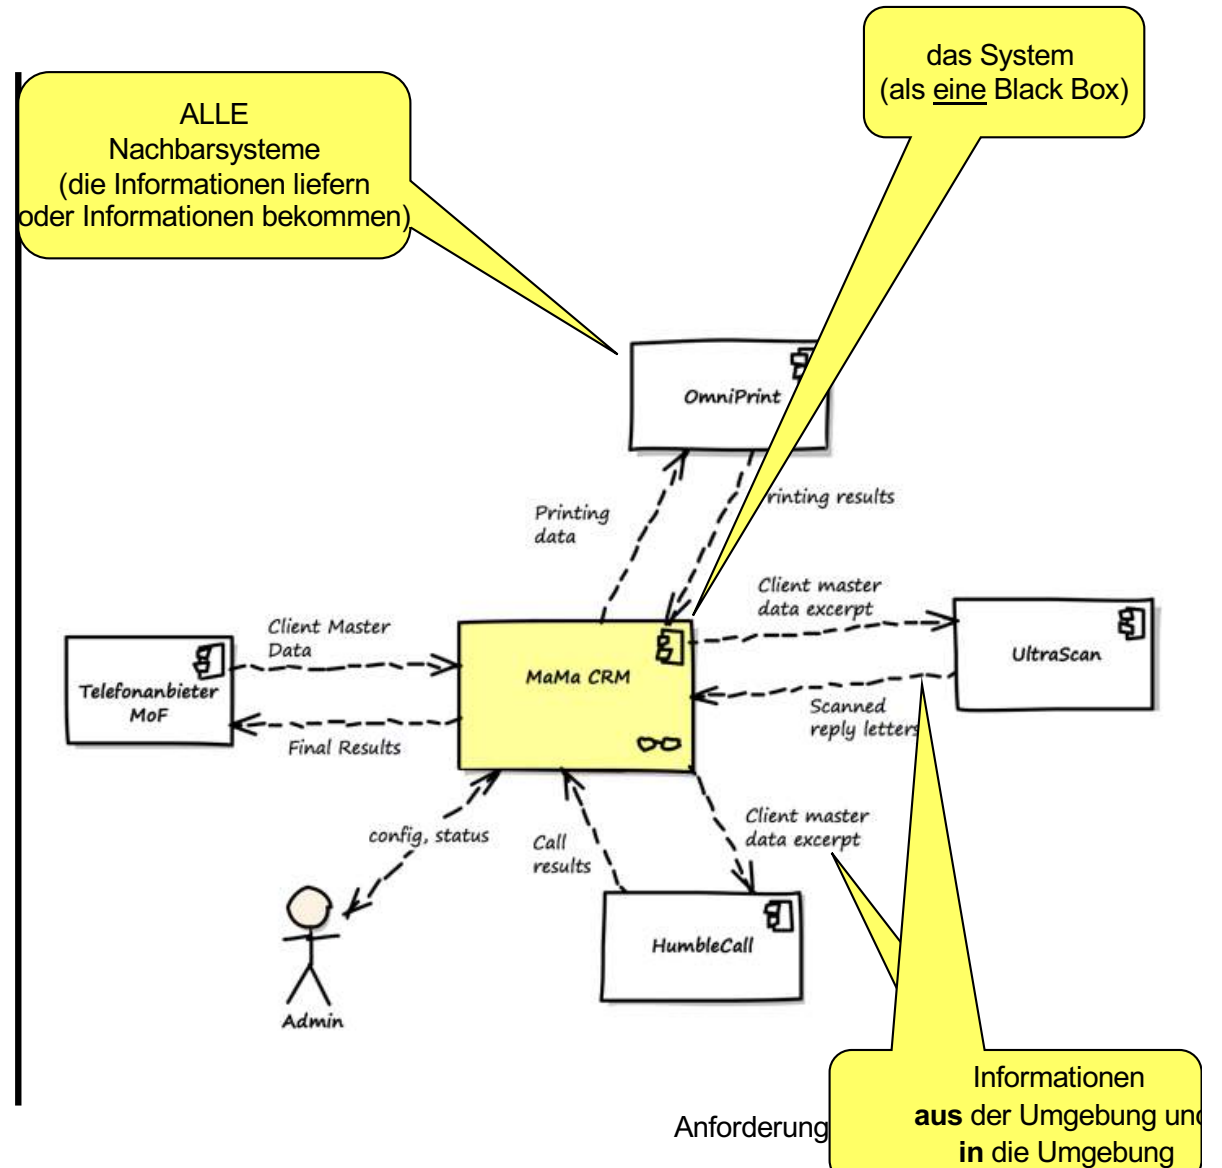 das System
(als eine Black Box)
ALLE
Nachbarsysteme
(die Informationen liefern
oder Informationen bekommen)
OmniPrint
Printing
data
rinting results
Client master
data excerpt
Client Master
Data
UltraScan
MaMa CRM
Telefonanbieter
MoF
Scanned
reply letters
Final Results
Client master
data excerpt
config, status
Call
results
HumbleCall
Admin
Informationen
aus der Umgebung und
in die Umgebung
Anforderung